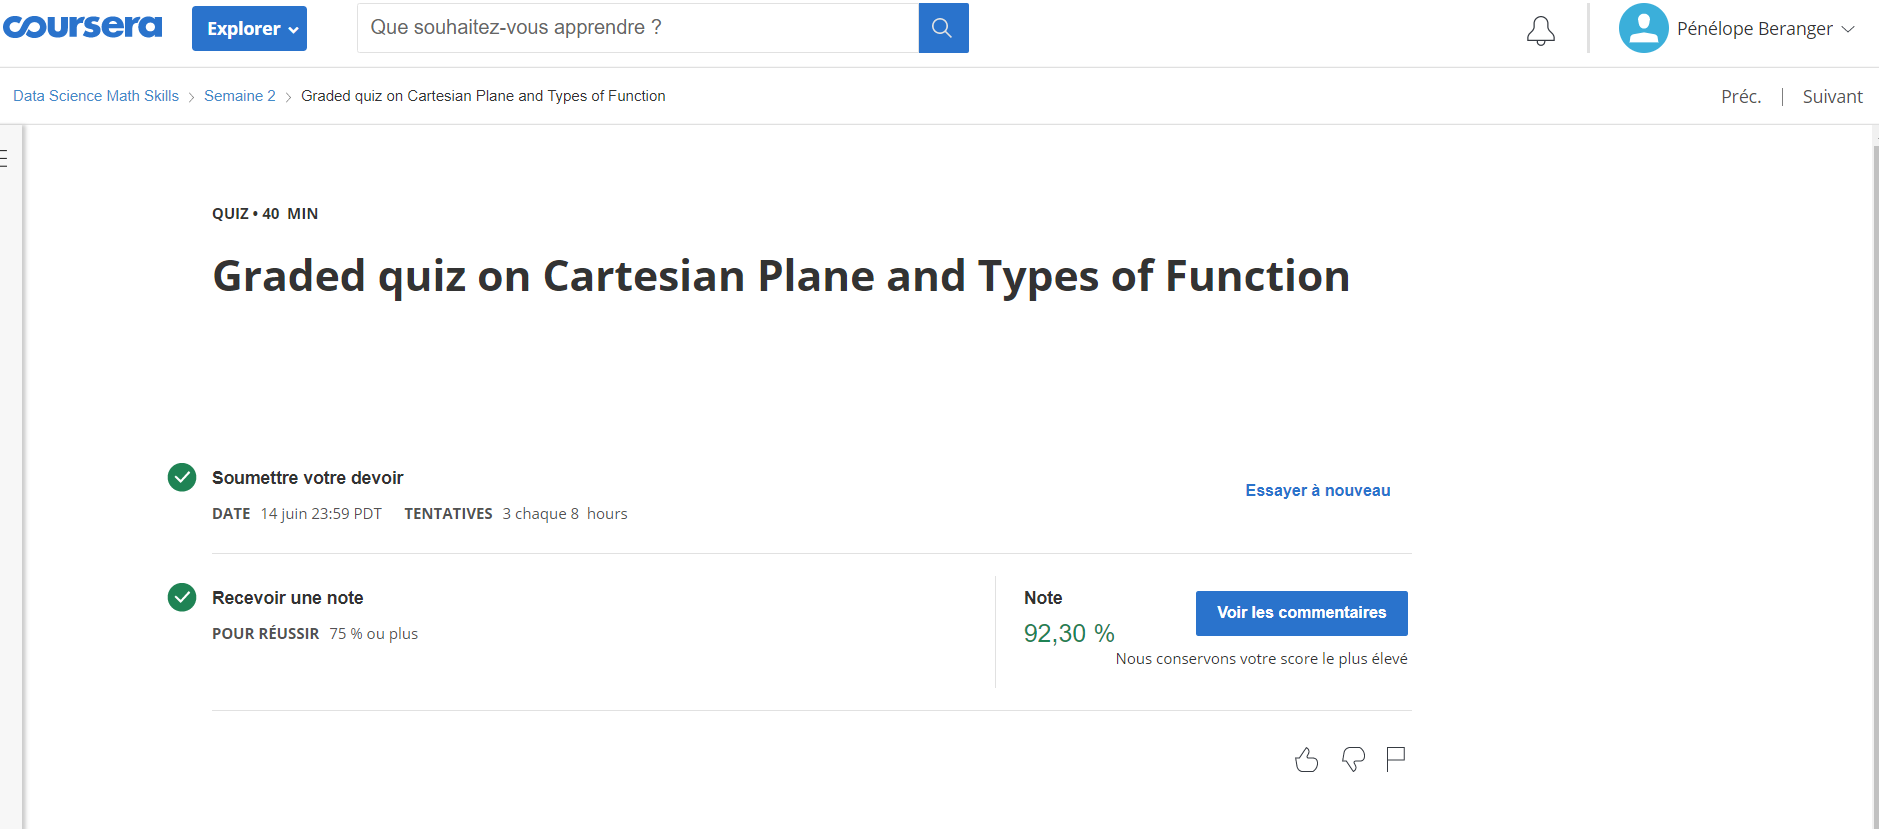 coursera
Explorer
Que souhaitez-vous apprendre ?
Pénélope Beranger
Data Science Math Skills > Semaine 2 > Graded quiz on Cartesian Plane and Types of Function
Préc. | Suivant
QUIZ • 40 MIN
Graded quiz on Cartesian Plane and Types of Function
Soumettre votre devoir
Essayer à nouveau
DATE 14 juin 23:59 PDT TENTATIVES 3 chaque 8 hours
Recevoir une note
POUR RÉUSSIR 75 % ou plus
Note
92,30 %
Voir les commentaires
Nous conservons votre score le plus élevé